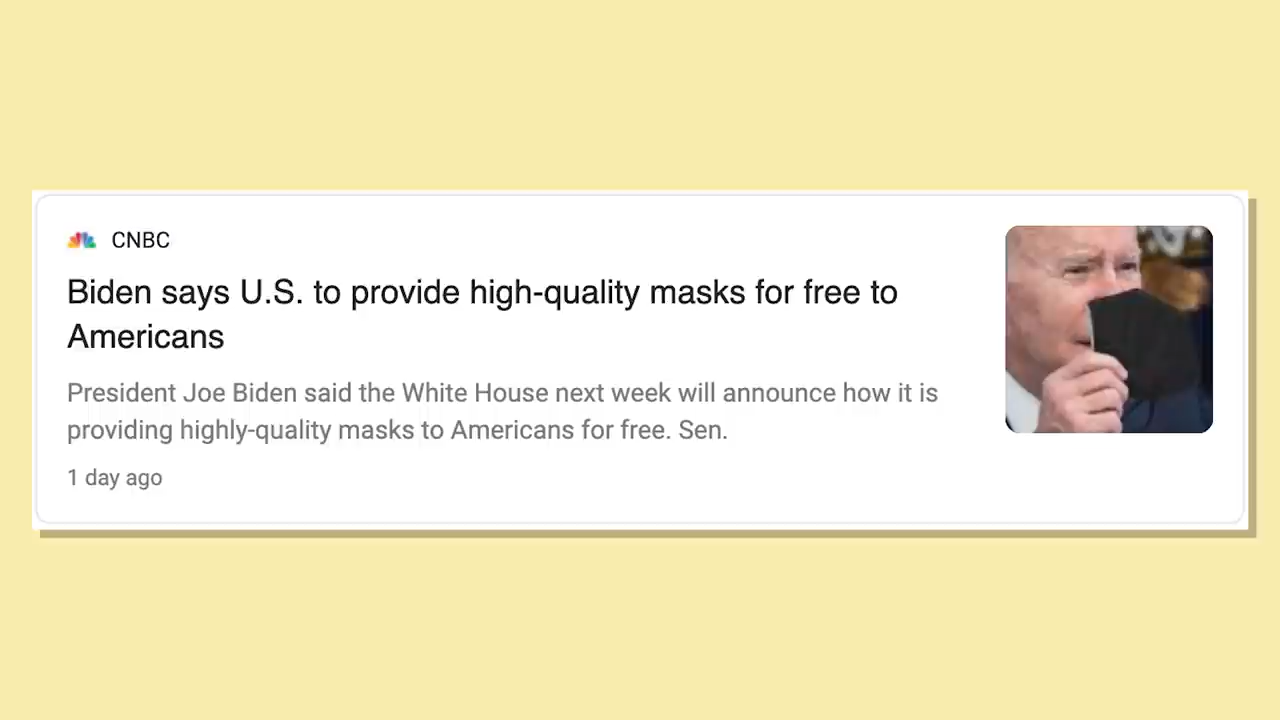 CNBC
Biden says U.S. to provide high-quality masks for free to
Americans
President Joe Biden said the White House next week will announce how it is
providing highly-quality masks to Americans for free. Sen.
1 day ago